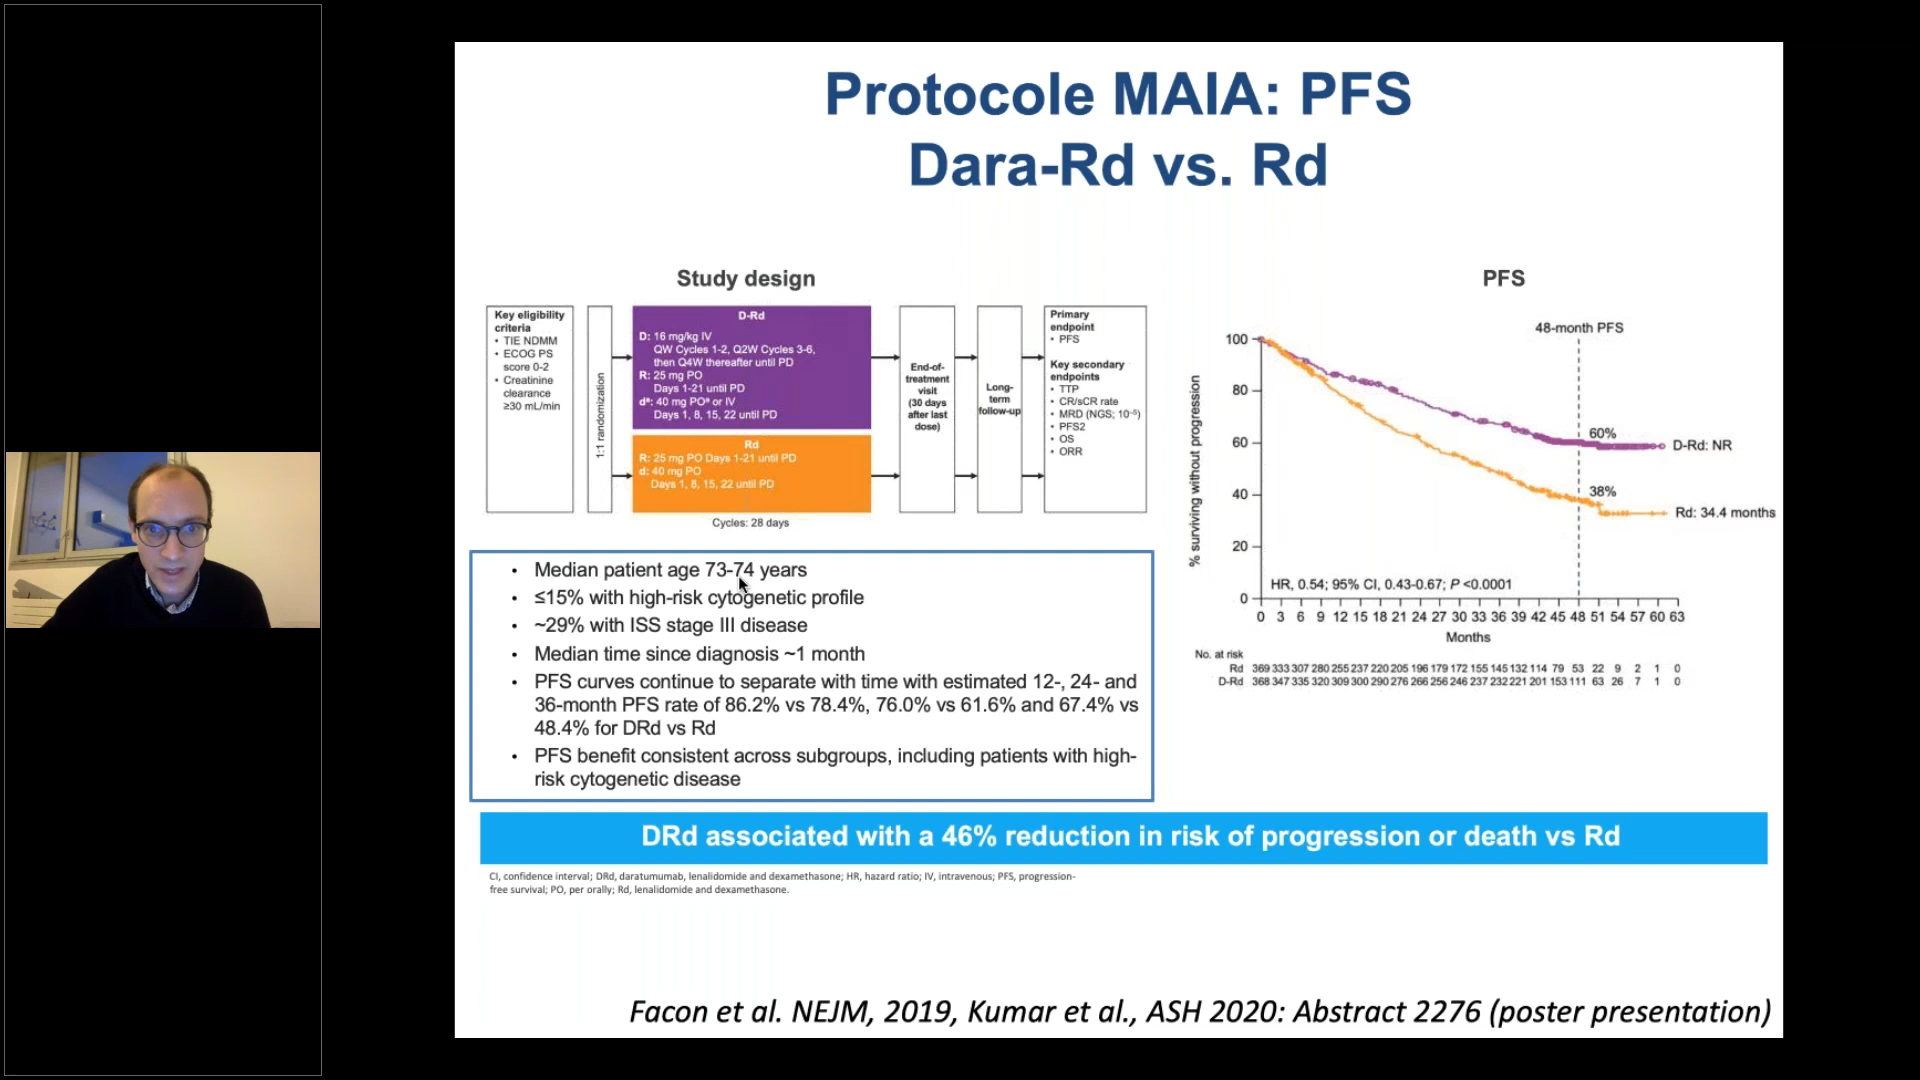 Protocole MAIA: PFS
Dara-Rd vs. Rd
Study design
Key eligibility
criteria
• TIE NDMM
• ECOG PS
score 0-2
• Creatinine
clearance
≥30 mL/min
1:1 randomization
D-Rd
D: 16 mg/kg IV
QW Cycles 1-2, Q2W Cycles 3-6,
then Q4W thereafter until PD
R: 25 mg PO
Days 1-21 until PD
dª: 40 mg POª or IV
Days 1, 8, 15, 22 until PD
Rd
R: 25 mg PO Days 1-21 until PD
d: 40 mg PO
Days 1, 8, 15, 22 until PD
Cycles: 28 days
End-of-
treatment
visit
(30 days
after last
dose)
Long-
term
follow-up
Primary
endpoint
• PFS
Key secondary
endpoints
• TTP
• CR/sCR rate
• MRD (NGS; 10⁻⁵)
• PFS2
• OS
• ORR
• Median patient age 73-74 years
• ≤15% with high-risk cytogenetic profile
• ~29% with ISS stage III disease
• Median time since diagnosis ~1 month
• PFS curves continue to separate with time with estimated 12-, 24- and
36-month PFS rate of 86.2% vs 78.4%, 76.0% vs 61.6% and 67.4% vs
48.4% for DRd vs Rd
• PFS benefit consistent across subgroups, including patients with high-
risk cytogenetic disease
PFS
48-month PFS
% surviving without progression
100
80
60
40
20
0
60%
D-Rd: NR
38%
Rd: 34.4 months
HR, 0.54; 95% CI, 0.43-0.67; P <0.0001
0 3 6 9 12 15 18 21 24 27 30 33 36 39 42 45 48 51 54 57 60 63
Months
No. at risk
Rd 369 333 307 280 255 237 220 205 196 179 172 155 145 132 114 79 53 22 9 2 1 0
D-Rd 368 347 335 320 309 300 290 276 266 256 246 237 232 221 201 153 111 63 26 7 1 0
DRd associated with a 46% reduction in risk of progression or death vs Rd
CI, confidence interval; DRd, daratumumab, lenalidomide and dexamethasone; HR, hazard ratio; IV, intravenous; PFS, progression-
free survival; PO, per orally; Rd, lenalidomide and dexamethasone.
Facon et al. NEJM, 2019, Kumar et al., ASH 2020: Abstract 2276 (poster presentation)